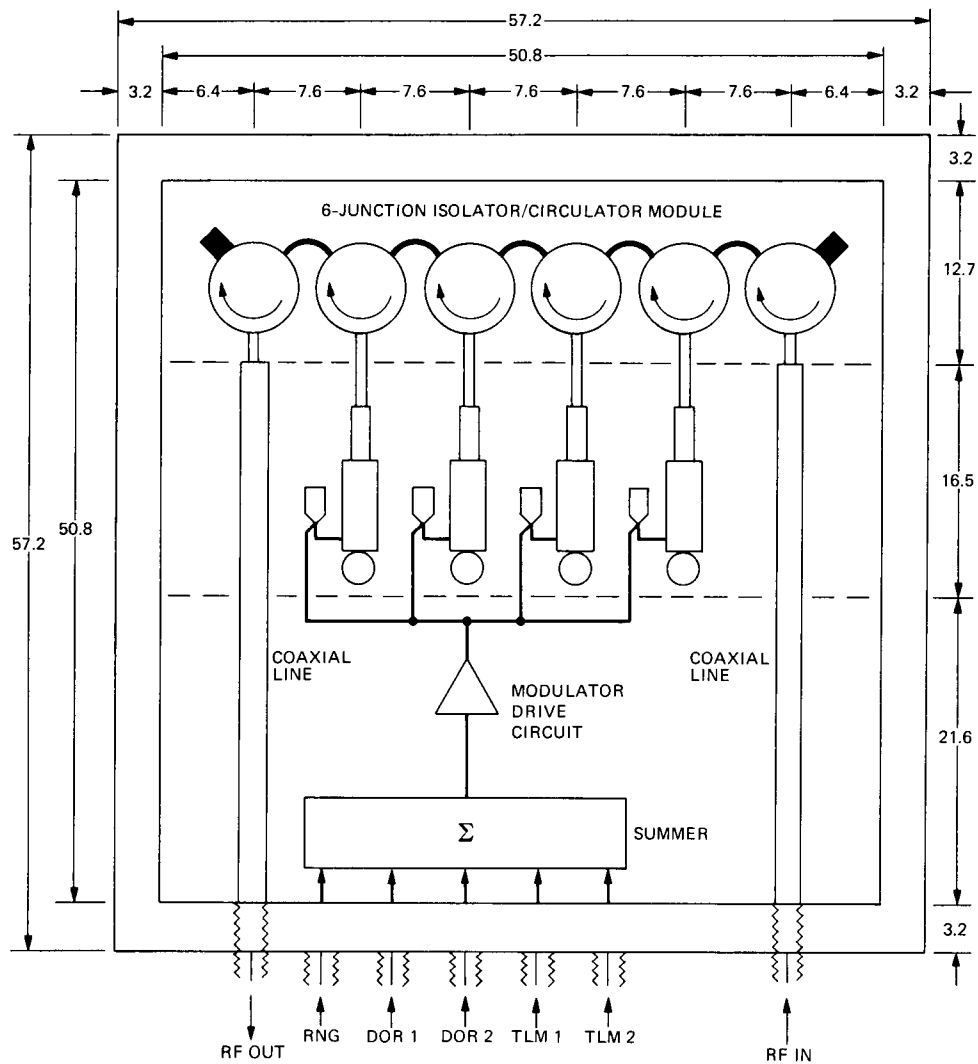 57.2
50.8
3.2
6.4
7.6
7.6
7.6
7.6
7.6
6.4
3.2
3.2
6-JUNCTION ISOLATOR/CIRCULATOR MODULE
12.7
16.5
50.8
57.2
COAXIAL
LINE
COAXIAL
LINE
MODULATOR
DRIVE
CIRCUIT
21.6
Σ
SUMMER
3.2
RNG
DOR 1
DOR 2
TLM 1
TLM 2
RF OUT
RF IN